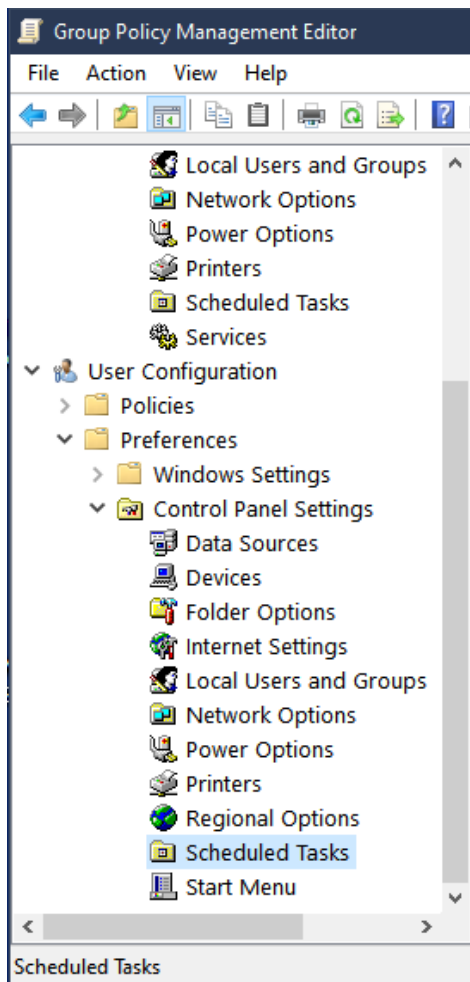 Group Policy Management Editor
File Action View Help
Local Users and Groups
Network Options
Power Options
Printers
Scheduled Tasks
Services
User Configuration
Policies
Preferences
Windows Settings
Control Panel Settings
Data Sources
Devices
Folder Options
Internet Settings
Local Users and Groups
Network Options
Power Options
Printers
Regional Options
Scheduled Tasks
Start Menu
Scheduled Tasks